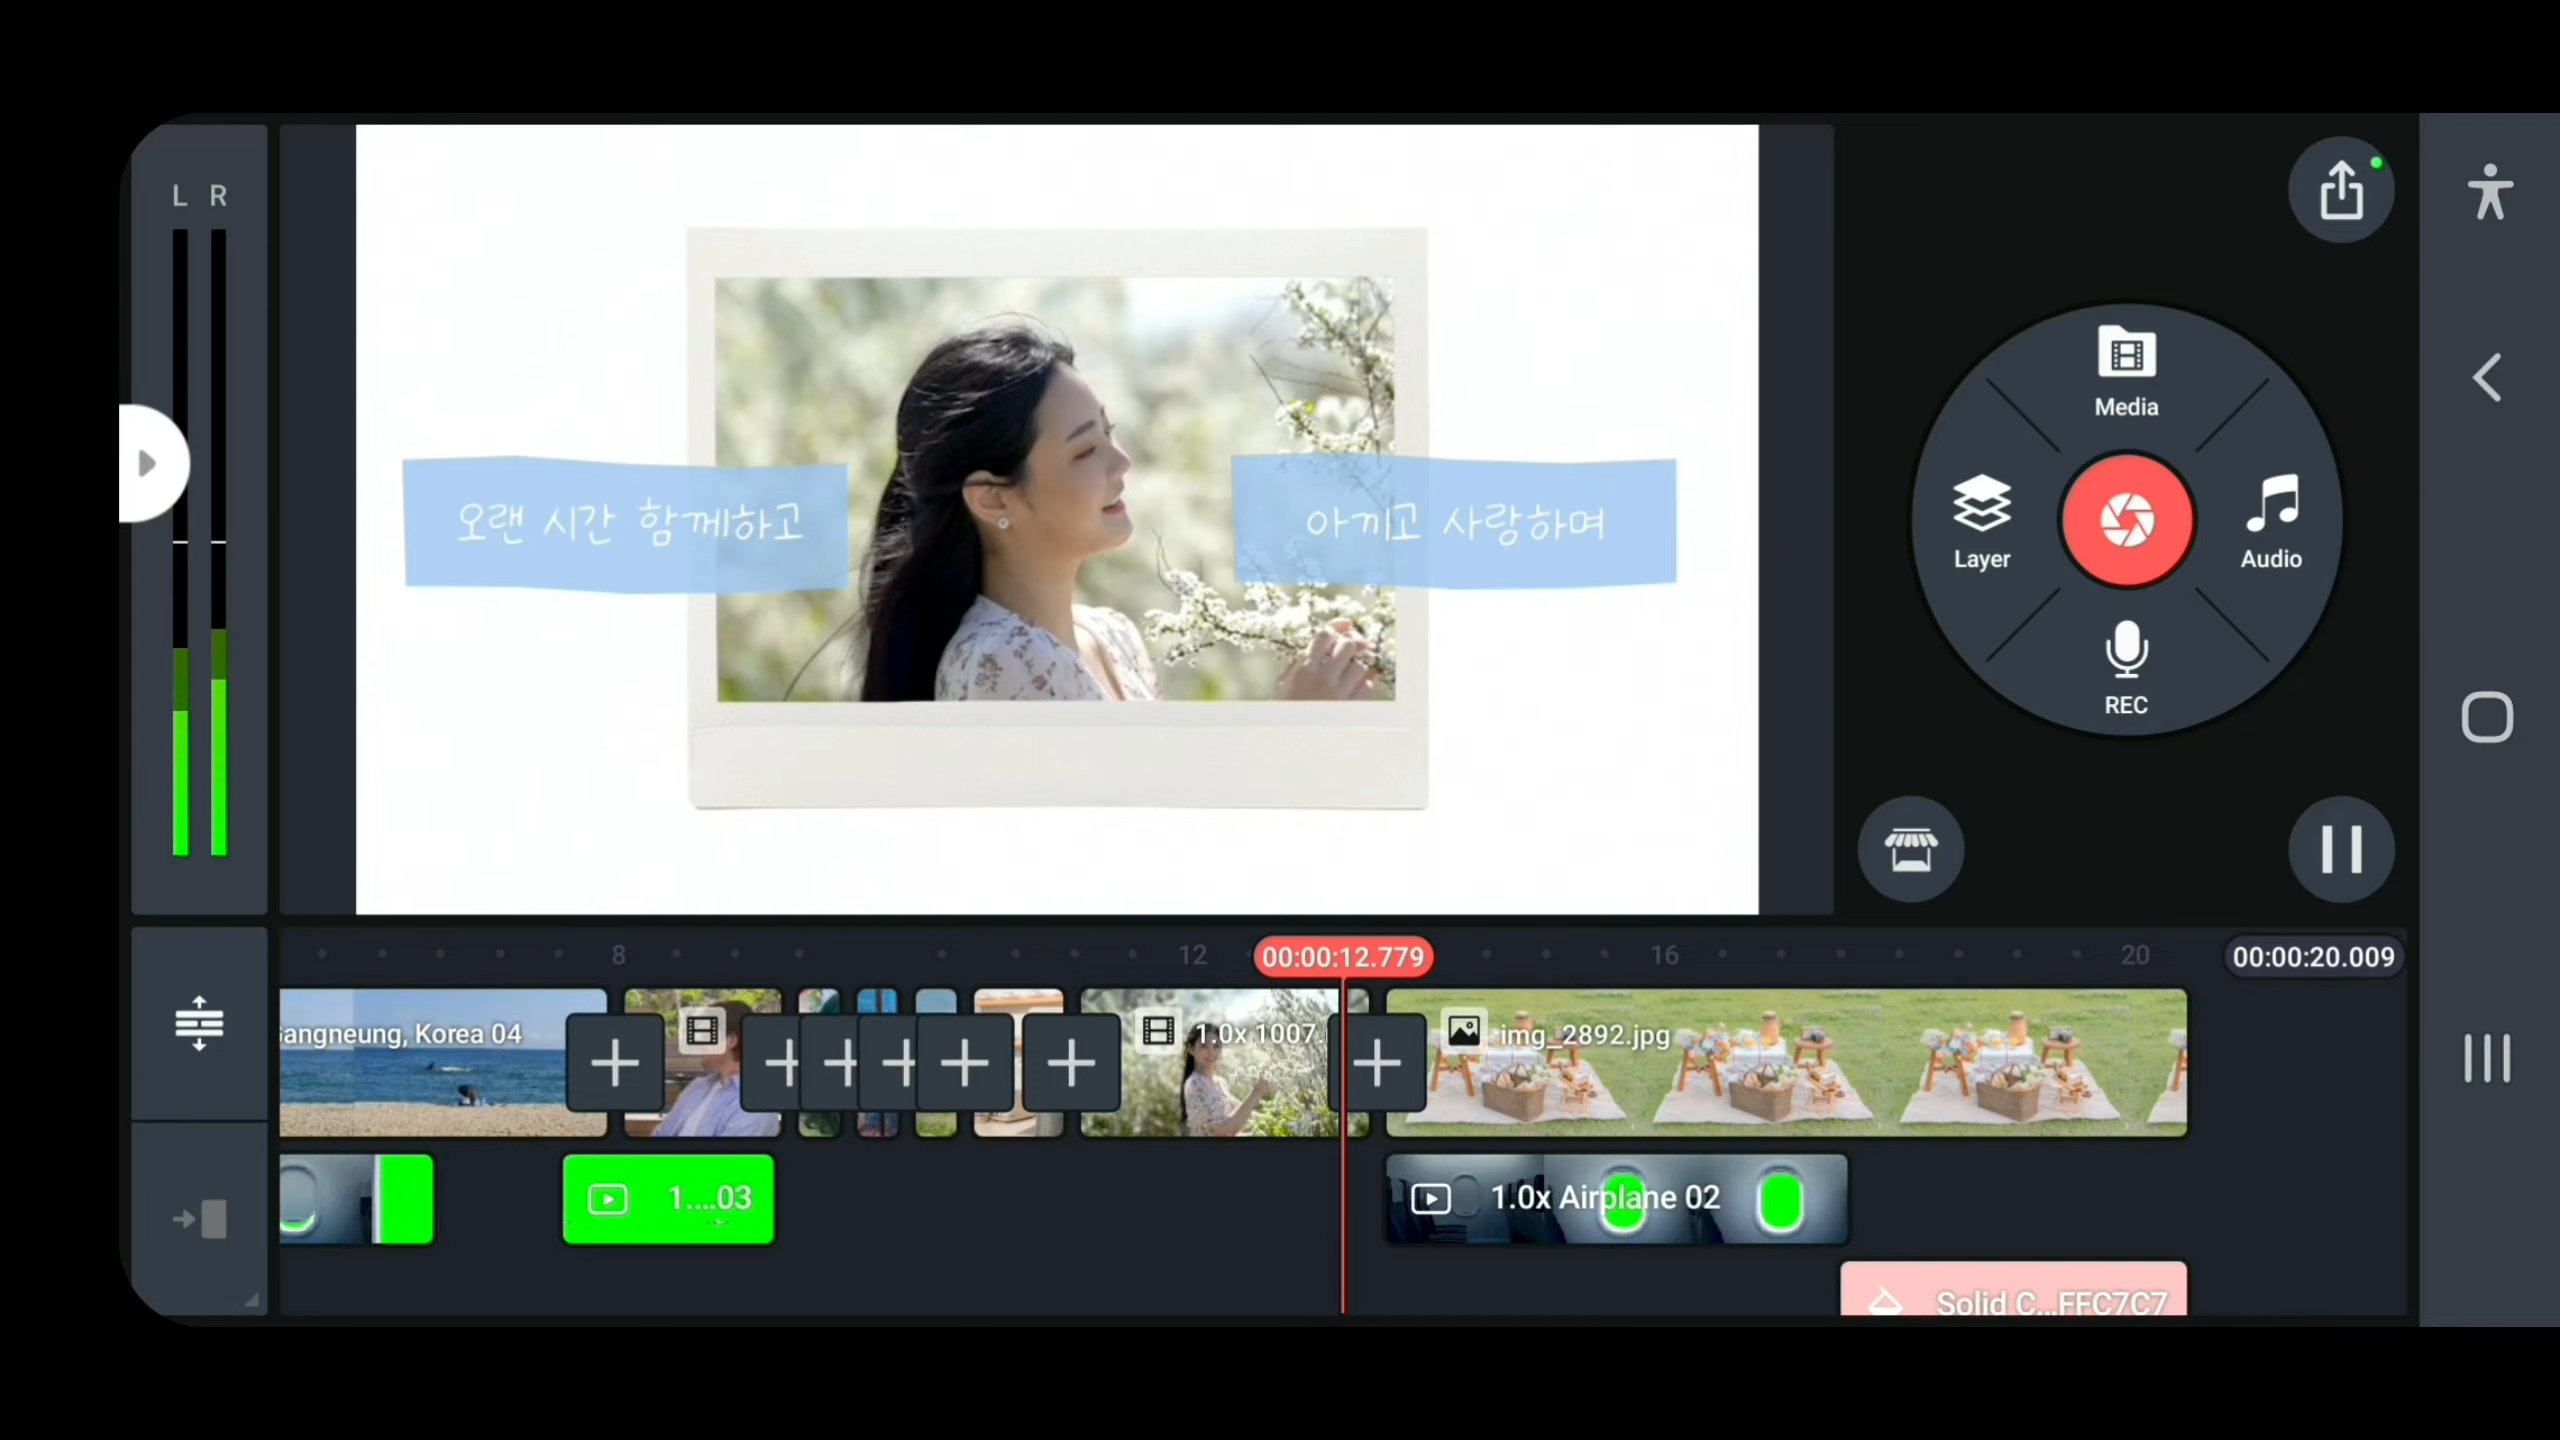 L R
오랜 시간 함께하고
아끼고 사랑하며
Media
Layer
Audio
REC
8
12
00:00:12.779
16
20
00:00:20.009
Gangneung, Korea 04
1.0x 1007.
img_2892.jpg
1....03
1.0x Airplane 02
Solid C...FFC7C7